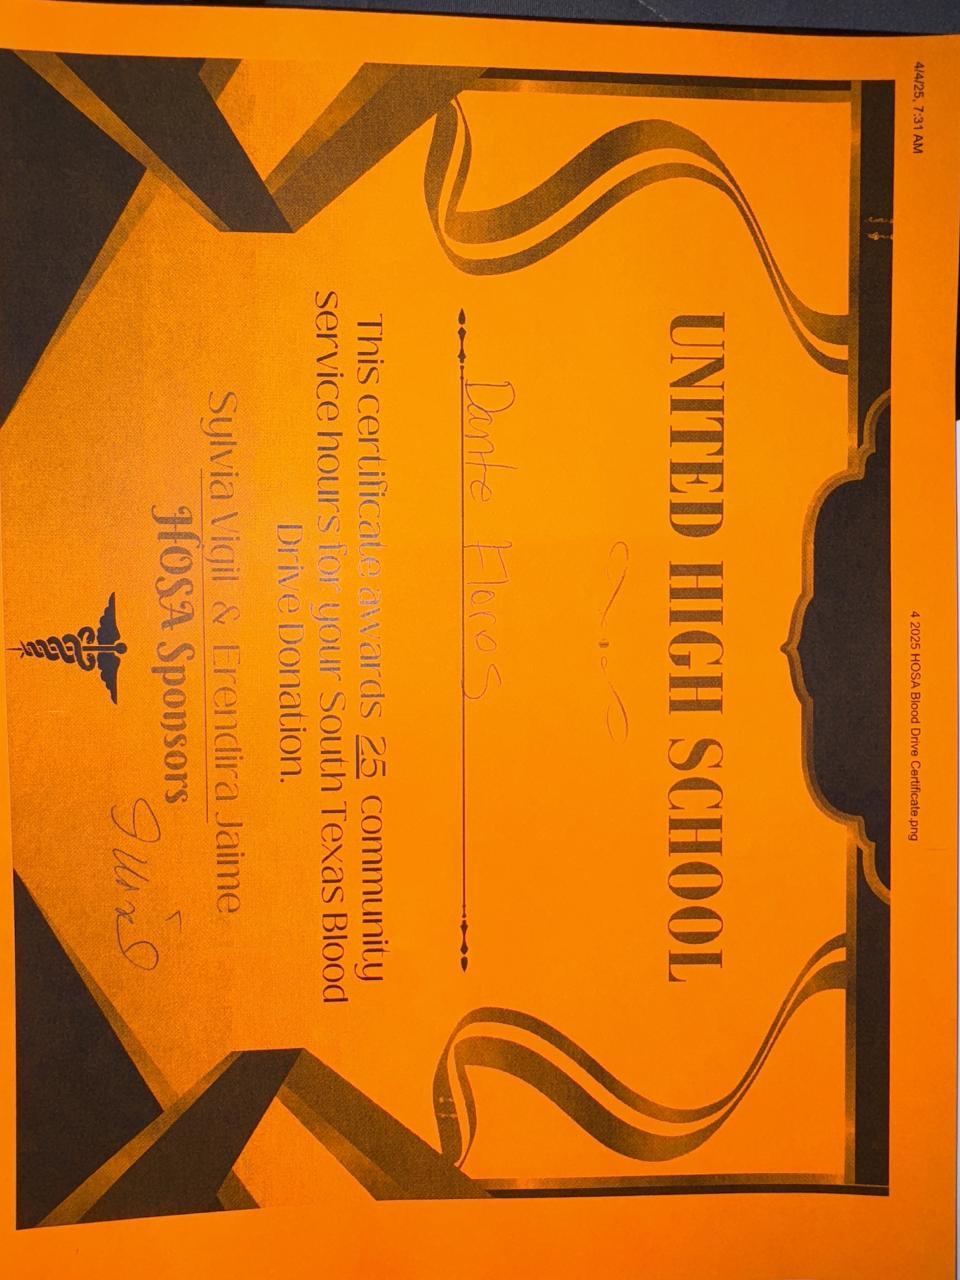 4/4/25, 7:31 AM
4 2025 HOSA Blood Drive Certificate.png
UNITED HIGH SCHOOL
Dante Flores
This certificate awards 25 community
service hours for your South Texas Blood
Drive Donation.
Sylvia Vigil & Erendira Jaime
HOSA Sponsors